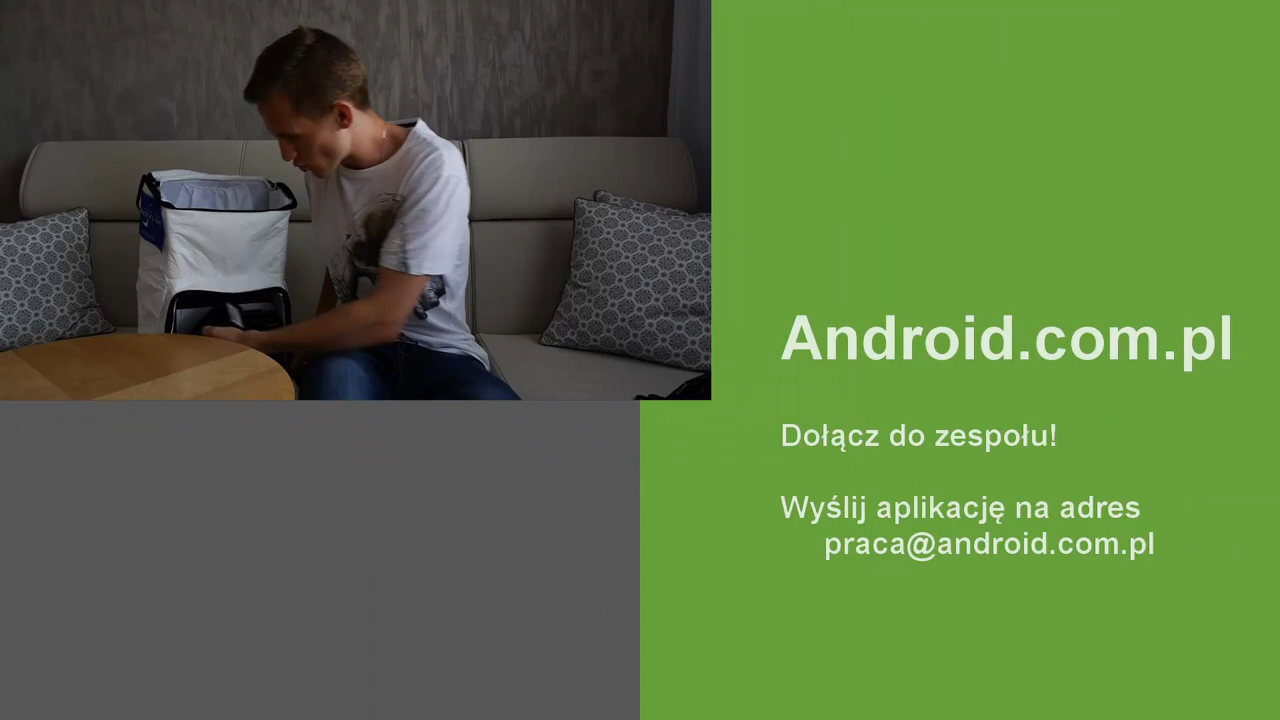 Android.com.pl
Dołącz do zespołu!
Wyślij aplikację na adres
praca@android.com.pl